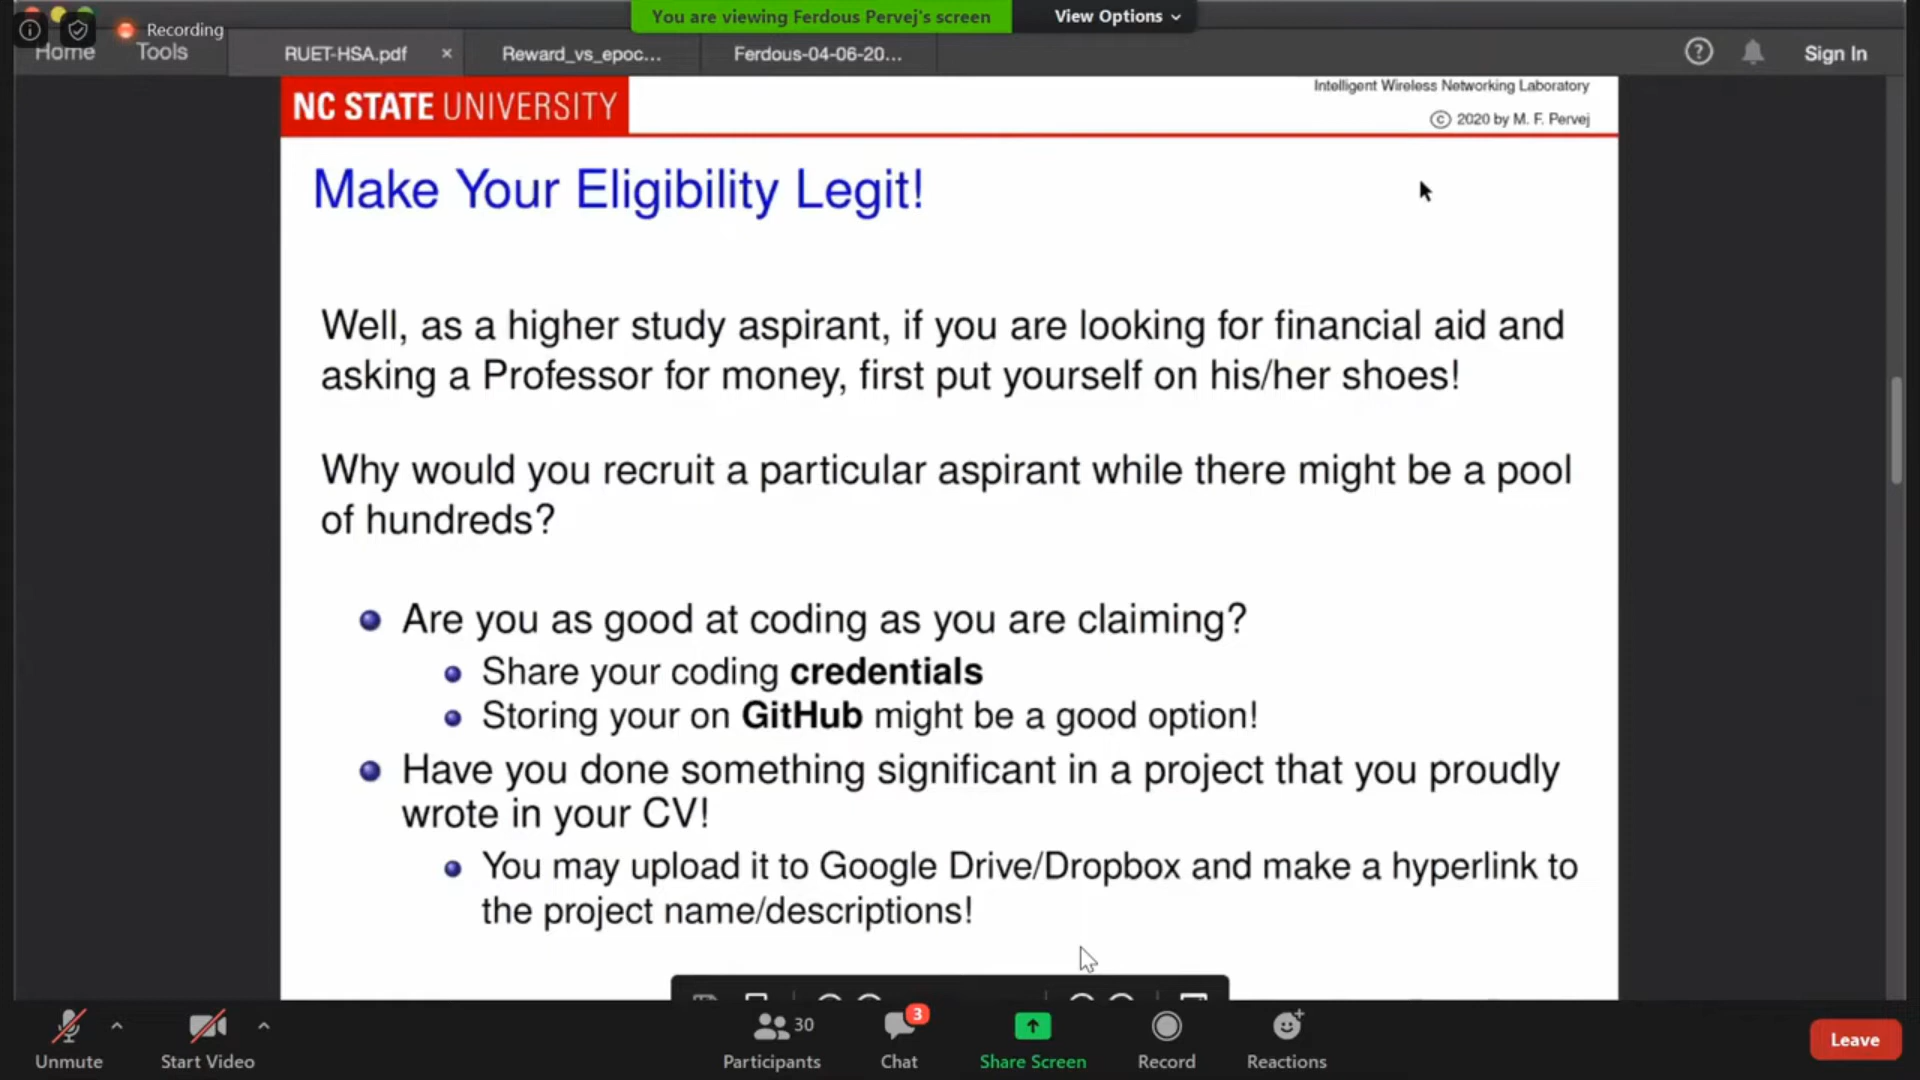 You are viewing Ferdous Pervej's screen View Options
Recording
Home Tools RUET-HSA.pdf × Reward_vs_epoc... Ferdous-04-06-20... Sign In
NC STATE UNIVERSITY
Intelligent Wireless Networking Laboratory
© 2020 by M. F. Pervej
Make Your Eligibility Legit!
Well, as a higher study aspirant, if you are looking for financial aid and
asking a Professor for money, first put yourself on his/her shoes!
Why would you recruit a particular aspirant while there might be a pool
of hundreds?
Are you as good at coding as you are claiming?
Share your coding credentials
Storing your on GitHub might be a good option!
Have you done something significant in a project that you proudly
wrote in your CV!
You may upload it to Google Drive/Dropbox and make a hyperlink to
the project name/descriptions!
30 3
Unmute Start Video Participants Chat Share Screen Record Reactions Leave